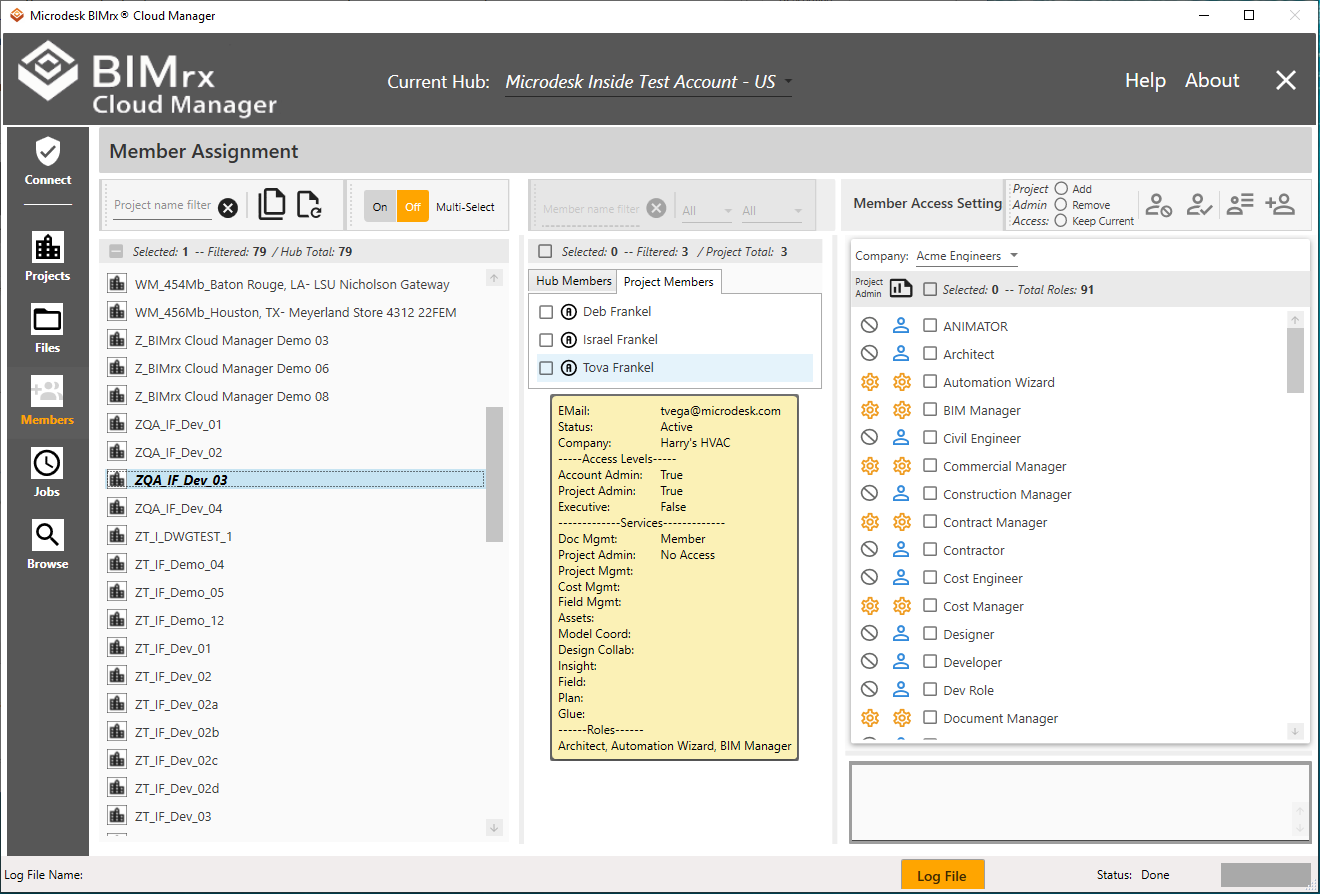 Microdesk BIMrx® Cloud Manager
BIMrx
Cloud Manager
Current Hub: Microdesk Inside Test Account - US
Help About
Connect
Projects
Files
Members
Jobs
Browse
Member Assignment
Project name filter
On Off Multi-Select
Selected: 1 -- Filtered: 79 / Hub Total: 79
WM_454Mb_Baton Rouge, LA- LSU Nicholson Gateway
WM_456Mb_Houston, TX- Meyerland Store 4312 22FEM
Z_BIMrx Cloud Manager Demo 03
Z_BIMrx Cloud Manager Demo 06
Z_BIMrx Cloud Manager Demo 08
ZQA_IF_Dev_01
ZQA_IF_Dev_02
ZQA_IF_Dev_03
ZQA_IF_Dev_04
ZT_I_DWGTEST_1
ZT_IF_Demo_04
ZT_IF_Demo_05
ZT_IF_Demo_12
ZT_IF_Dev_01
ZT_IF_Dev_02
ZT_IF_Dev_02a
ZT_IF_Dev_02b
ZT_IF_Dev_02c
ZT_IF_Dev_02d
ZT_IF_Dev_03
Member name filter
All All
Selected: 0 -- Filtered: 3 / Project Total: 3
Hub Members Project Members
Deb Frankel
Israel Frankel
Tova Frankel
EMail: tvega@microdesk.com
Status: Active
Company: Harry's HVAC
-----Access Levels-----
Account Admin: True
Project Admin: True
Executive: False
-------------Services-------------
Doc Mgmt: Member
Project Admin: No Access
Project Mgmt:
Cost Mgmt:
Field Mgmt:
Assets:
Model Coord:
Design Collab:
Insight:
Field:
Plan:
Glue:
------Roles------
Architect, Automation Wizard, BIM Manager
Member Access Setting
Project Add
Admin Remove
Access: Keep Current
Company: Acme Engineers
Project
Admin
Selected: 0 -- Total Roles: 91
ANIMATOR
Architect
Automation Wizard
BIM Manager
Civil Engineer
Commercial Manager
Construction Manager
Contract Manager
Contractor
Cost Engineer
Cost Manager
Designer
Developer
Dev Role
Document Manager
Log File Name:
Log File
Status: Done